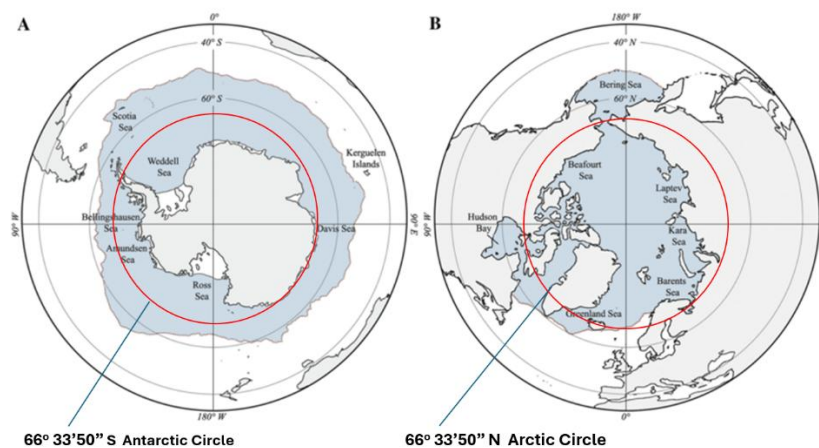 A
0°
40° S
60° S
Scotia
Sea
Weddell
Sea
Kerguelen
Islands
90° W
Bellingshausen
Sea
Amundsen
Sea
Davis Sea
90° E
Ross
Sea
180° W
66° 33'50” S Antarctic Circle
B
180° W
40° N
Bering Sea
60° N
Beafourt
Sea
Laptev
Sea
Hudson
Bay
90° W
Kara
Sea
Barents
Sea
Greenland Sea
0°
66° 33'50” N Arctic Circle